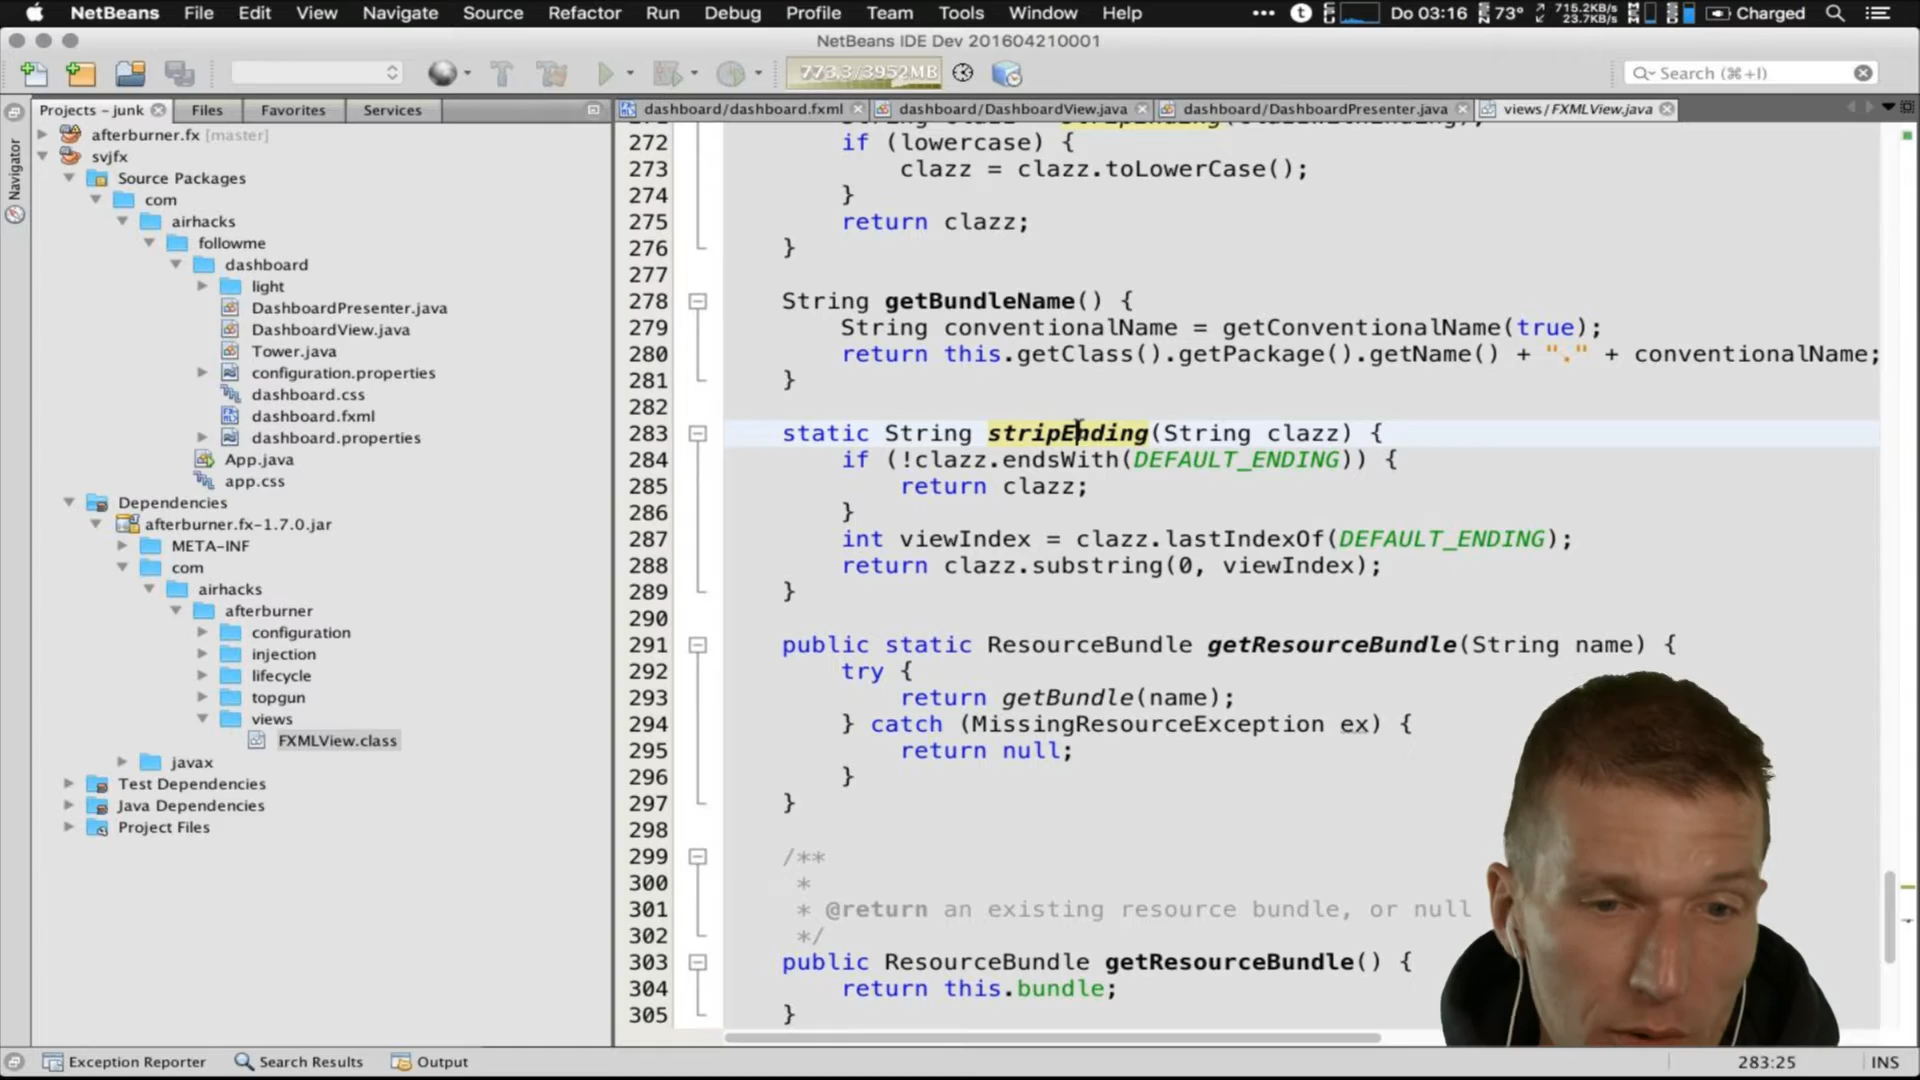 NetBeans File Edit View Navigate Source Refactor Run Debug Profile Team Tools Window Help
Do 03:16 73° 715.2KB/s 23.7KB/s Charged
NetBeans IDE Dev 201604210001
773.3/3952MB
Search (⌘+I)
Projects - junk Files Favorites Services
dashboard/dashboard.fxml dashboard/DashboardView.java dashboard/DashboardPresenter.java views/FXMLView.java
Navigator
afterburner.fx [master]
svjfx
Source Packages
com
airhacks
followme
dashboard
light
DashboardPresenter.java
DashboardView.java
Tower.java
configuration.properties
dashboard.css
dashboard.fxml
dashboard.properties
App.java
app.css
Dependencies
afterburner.fx-1.7.0.jar
META-INF
com
airhacks
afterburner
configuration
injection
lifecycle
topgun
views
FXMLView.class
javax
Test Dependencies
Java Dependencies
Project Files
272 if (lowercase) {
273 clazz = clazz.toLowerCase();
274 }
275 return clazz;
276 }
277
278 String getBundleName() {
279 String conventionalName = getConventionalName(true);
280 return this.getClass().getPackage().getName() + "." + conventionalName;
281 }
282
283 static String stripEnding(String clazz) {
284 if (!clazz.endsWith(DEFAULT_ENDING)) {
285 return clazz;
286 }
287 int viewIndex = clazz.lastIndexOf(DEFAULT_ENDING);
288 return clazz.substring(0, viewIndex);
289 }
290
291 public static ResourceBundle getResourceBundle(String name) {
292 try {
293 return getBundle(name);
294 } catch (MissingResourceException ex) {
295 return null;
296 }
297 }
298
299 /**
300 *
301 * @return an existing resource bundle, or null
302 */
303 public ResourceBundle getResourceBundle() {
304 return this.bundle;
305 }
Exception Reporter Search Results Output
283:25 INS